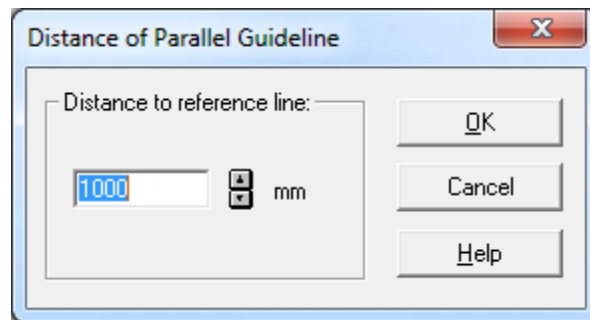 Distance of Parallel Guideline
Distance to reference line:
1000 mm
OK
Cancel
Help